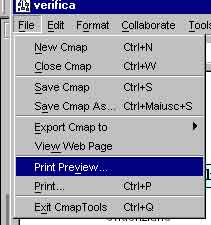 verifica
File Edit Format Collaborate Tools
New Cmap Ctrl+N
Close Cmap Ctrl+W
Save Cmap Ctrl+S
Save Cmap As... Ctrl+Maiusc+S
Export Cmap to
View Web Page
Print Preview...
Print... Ctrl+P
Exit CmapTools Ctrl+Q